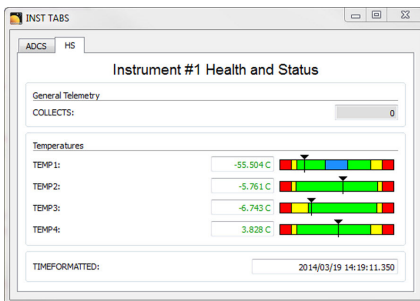 INST TABS
ADCS HS
Instrument #1 Health and Status
General Telemetry
COLLECTS: 0
Temperatures
TEMP1: -55.504 C
TEMP2: -5.761 C
TEMP3: -6.743 C
TEMP4: 3.828 C
TIMEFORMATTED: 2014/03/19 14:19:11.350